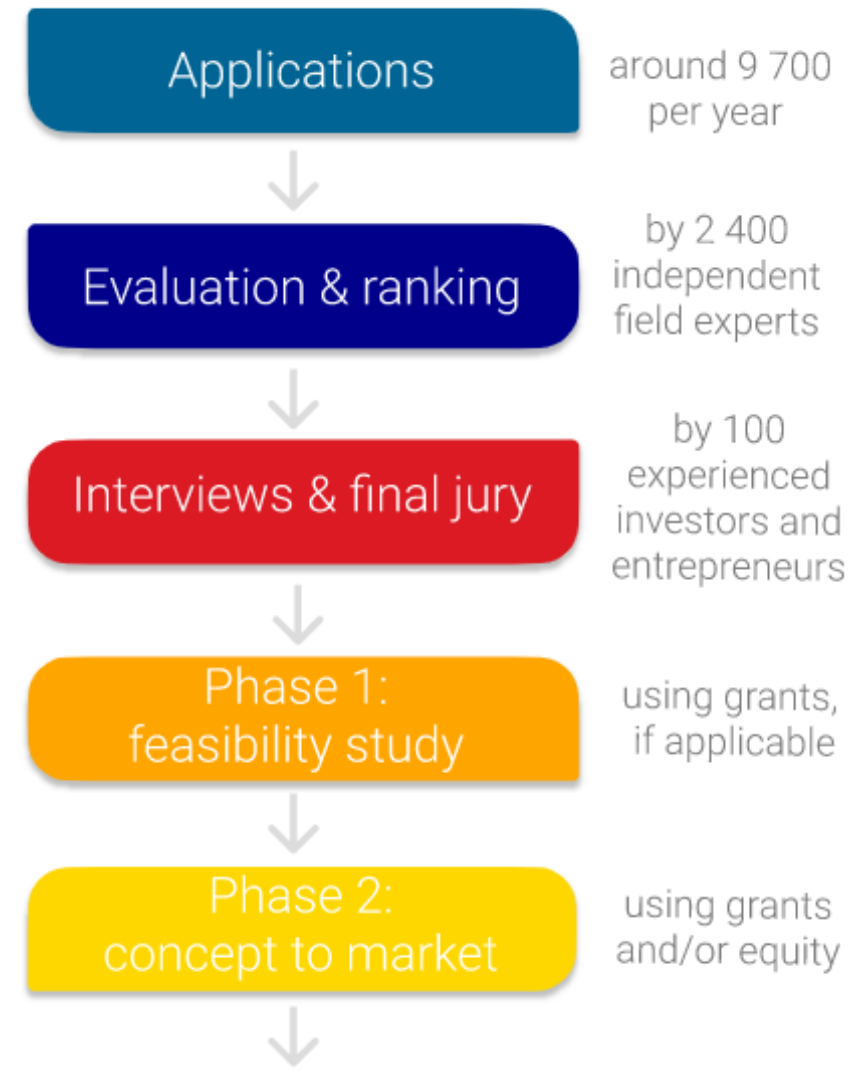 Applications
around 9 700
per year
Evaluation & ranking
by 2 400
independent
field experts
Interviews & final jury
by 100
experienced
investors and
entrepreneurs
Phase 1:
feasibility study
using grants,
if applicable
Phase 2:
concept to market
using grants
and/or equity